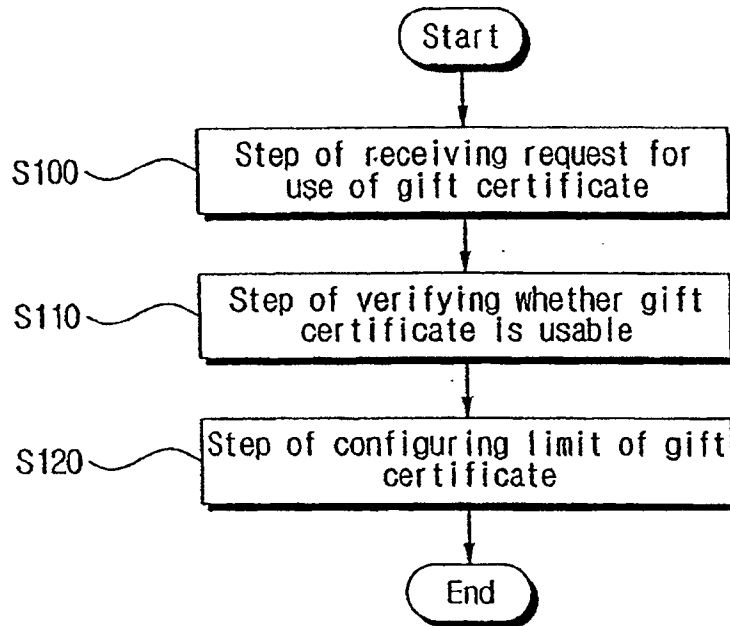 Start
S100
Step of receiving request for
use of gift certificate
S110
Step of verifying whether gift
certificate is usable
S120
Step of configuring limit of gift
certificate
End